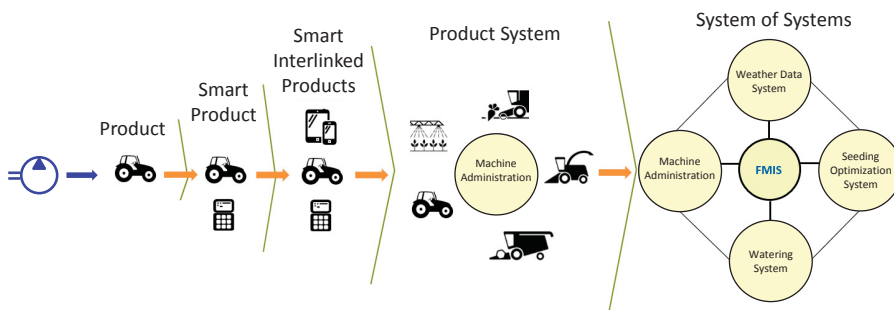 Product
Smart
Product
Smart
Interlinked
Products
Product System
Machine
Administration
System of Systems
Weather Data
System
Machine
Administration
FMIS
Seeding
Optimization
System
Watering
System